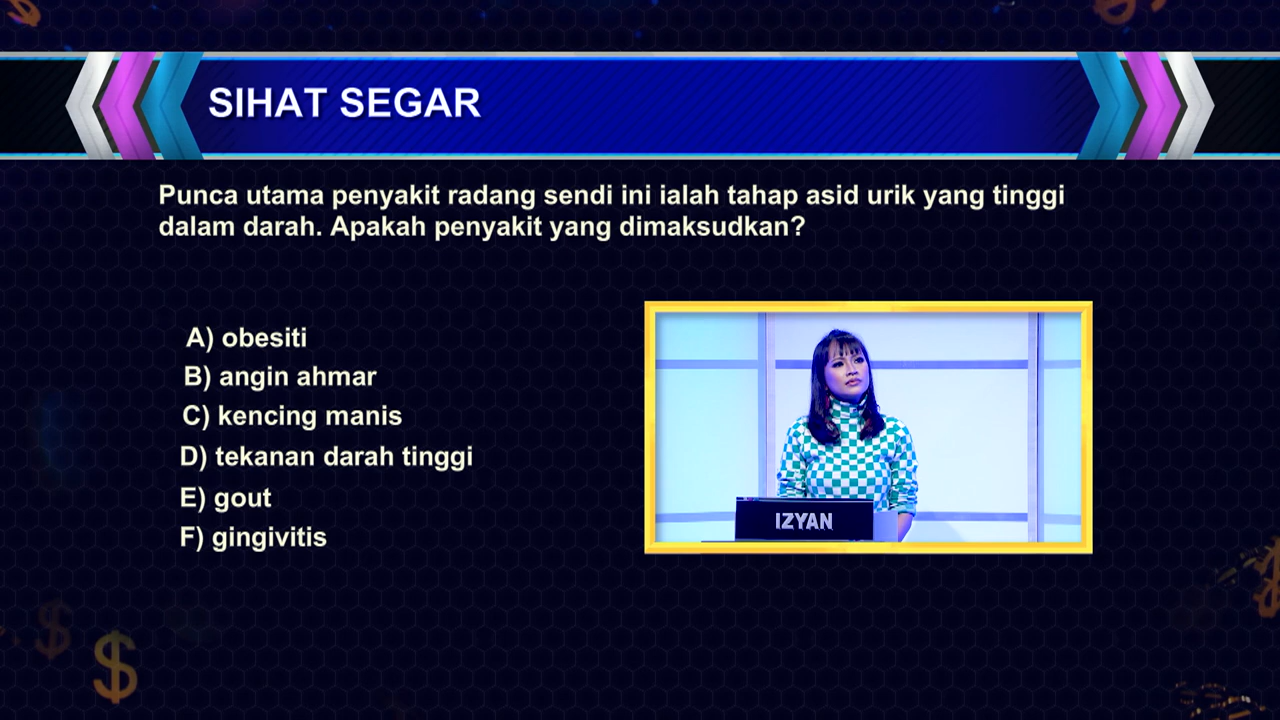 SIHAT SEGAR
Punca utama penyakit radang sendi ini ialah tahap asid urik yang tinggi
dalam darah. Apakah penyakit yang dimaksudkan?
A) obesiti
B) angin ahmar
C) kencing manis
D) tekanan darah tinggi
E) gout
F) gingivitis
IZYAN